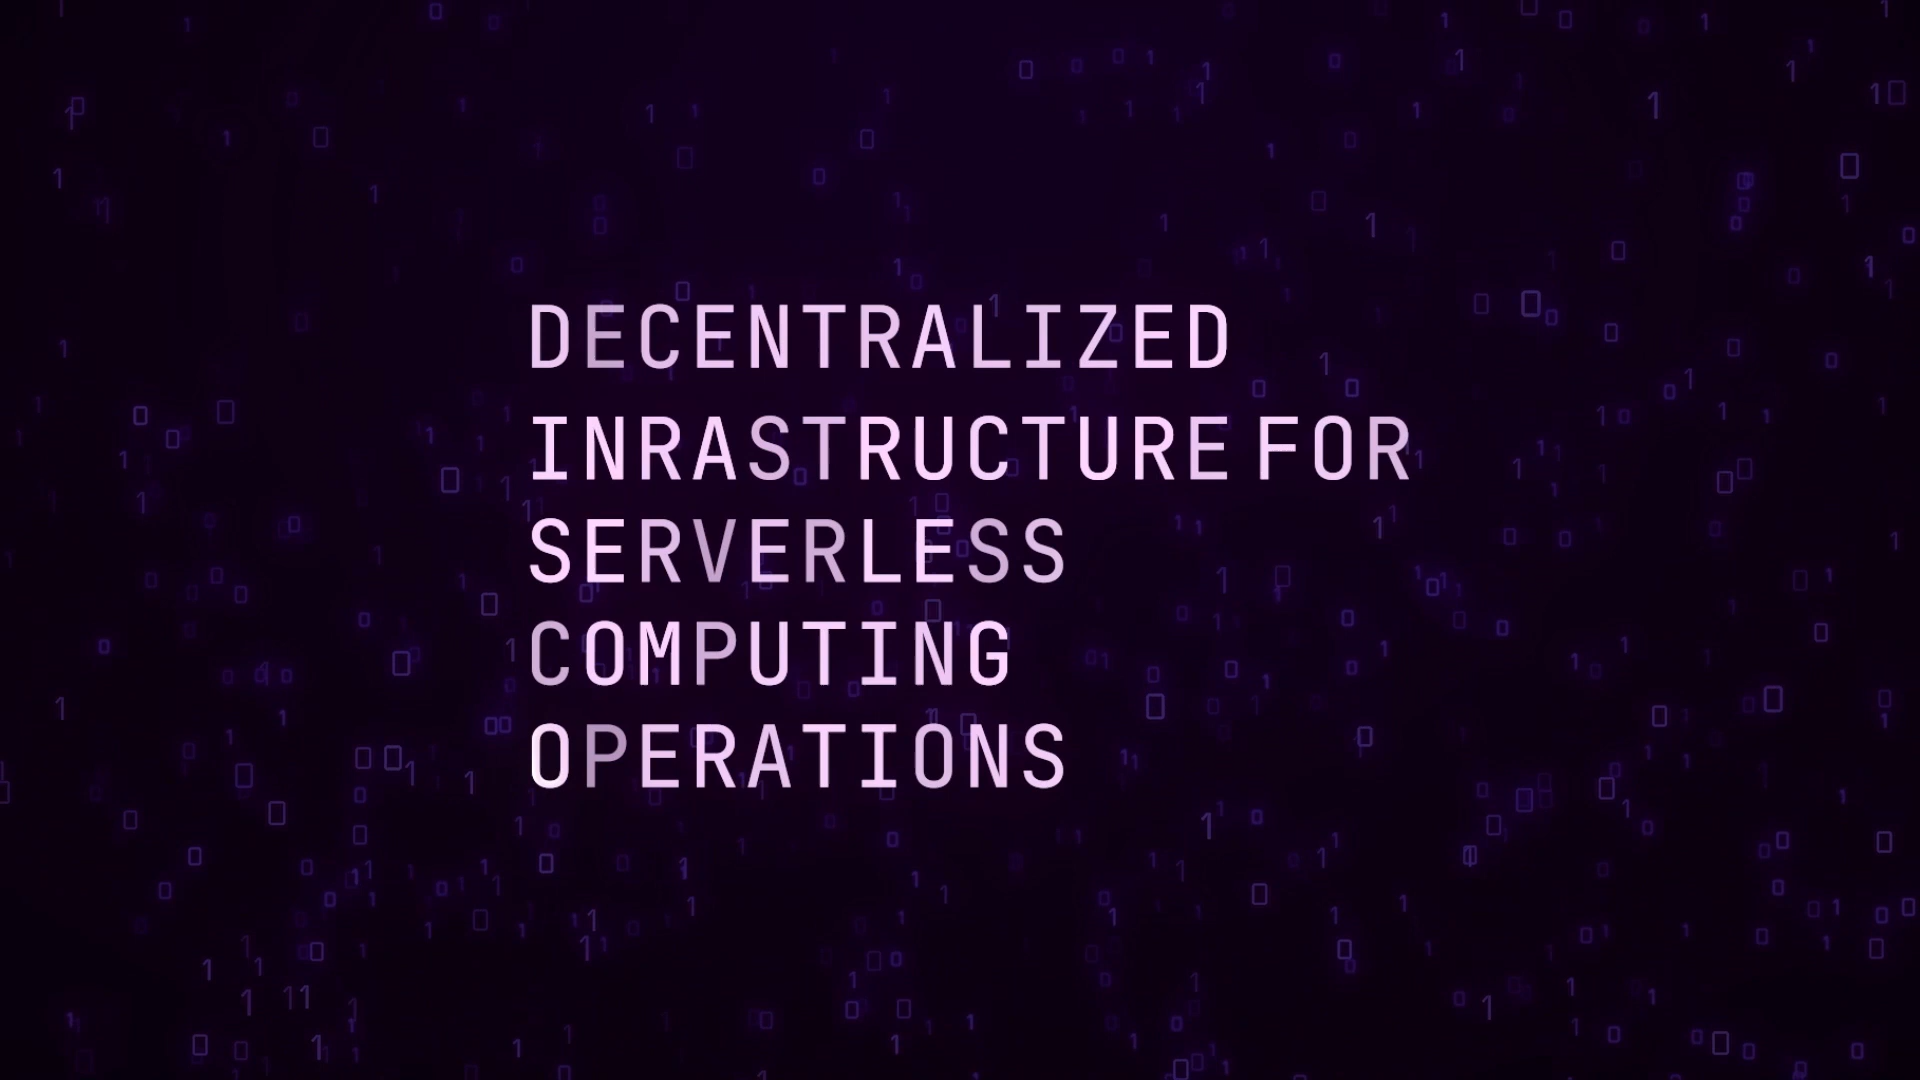 DECENTRALIZED
INRASTRUCTURE FOR
SERVERLESS
COMPUTING
OPERATIONS